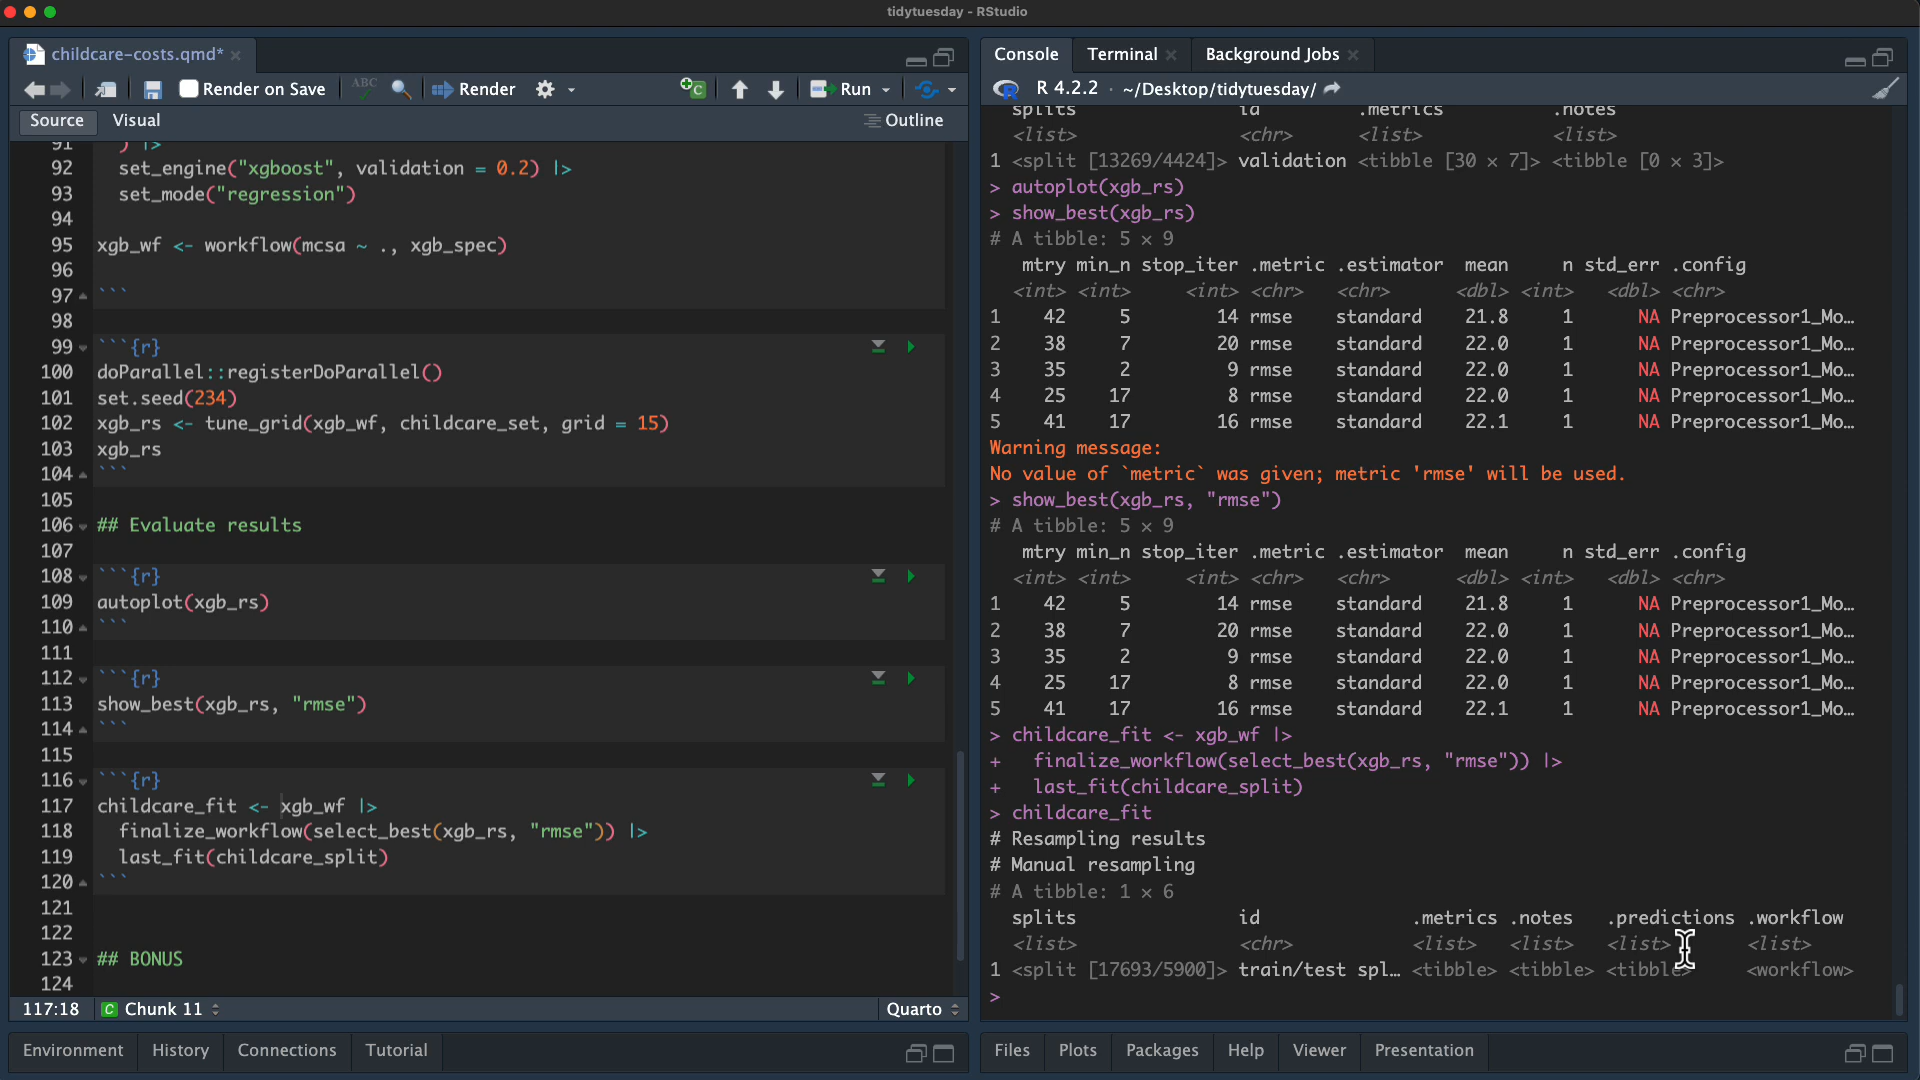 tidytuesday - RStudio
childcare-costs.qmd*
Render on Save
ABC
Render
Run
Source
Visual
Outline
91 ) |>
92 set_engine("xgboost", validation = 0.2) |>
93 set_mode("regression")
94
95 xgb_wf <- workflow(mcsa ~ ., xgb_spec)
96
97 ```
98
99 ```{r}
100 doParallel::registerDoParallel()
101 set.seed(234)
102 xgb_rs <- tune_grid(xgb_wf, childcare_set, grid = 15)
103 xgb_rs
104 ```
105
106 ## Evaluate results
107
108 ```{r}
109 autoplot(xgb_rs)
110 ```
111
112 ```{r}
113 show_best(xgb_rs, "rmse")
114 ```
115
116 ```{r}
117 childcare_fit <- xgb_wf |>
118 finalize_workflow(select_best(xgb_rs, "rmse")) |>
119 last_fit(childcare_split)
120 ```
121
122
123 ## BONUS
124
117:18 C Chunk 11 Quarto
Environment History Connections Tutorial
Console Terminal Background Jobs
R 4.2.2 · ~/Desktop/tidytuesday/
splits id .metrics .notes
<list> <chr> <list> <list>
1 <split [13269/4424]> validation <tibble [30 × 7]> <tibble [0 × 3]>
> autoplot(xgb_rs)
> show_best(xgb_rs)
# A tibble: 5 × 9
mtry min_n stop_iter .metric .estimator mean n std_err .config
<int> <int> <int> <chr> <chr> <dbl> <int> <dbl> <chr>
1 42 5 14 rmse standard 21.8 1 NA Preprocessor1_Mo…
2 38 7 20 rmse standard 22.0 1 NA Preprocessor1_Mo…
3 35 2 9 rmse standard 22.0 1 NA Preprocessor1_Mo…
4 25 17 8 rmse standard 22.0 1 NA Preprocessor1_Mo…
5 41 17 16 rmse standard 22.1 1 NA Preprocessor1_Mo…
Warning message:
No value of `metric` was given; metric 'rmse' will be used.
> show_best(xgb_rs, "rmse")
# A tibble: 5 × 9
mtry min_n stop_iter .metric .estimator mean n std_err .config
<int> <int> <int> <chr> <chr> <dbl> <int> <dbl> <chr>
1 42 5 14 rmse standard 21.8 1 NA Preprocessor1_Mo…
2 38 7 20 rmse standard 22.0 1 NA Preprocessor1_Mo…
3 35 2 9 rmse standard 22.0 1 NA Preprocessor1_Mo…
4 25 17 8 rmse standard 22.0 1 NA Preprocessor1_Mo…
5 41 17 16 rmse standard 22.1 1 NA Preprocessor1_Mo…
> childcare_fit <- xgb_wf |>
+ finalize_workflow(select_best(xgb_rs, "rmse")) |>
+ last_fit(childcare_split)
> childcare_fit
# Resampling results
# Manual resampling
# A tibble: 1 × 6
splits id .metrics .notes .predictions .workflow
<list> <chr> <list> <list> <list> <list>
1 <split [17693/5900]> train/test spl… <tibble> <tibble> <tibble> <workflow>
>
Files Plots Packages Help Viewer Presentation